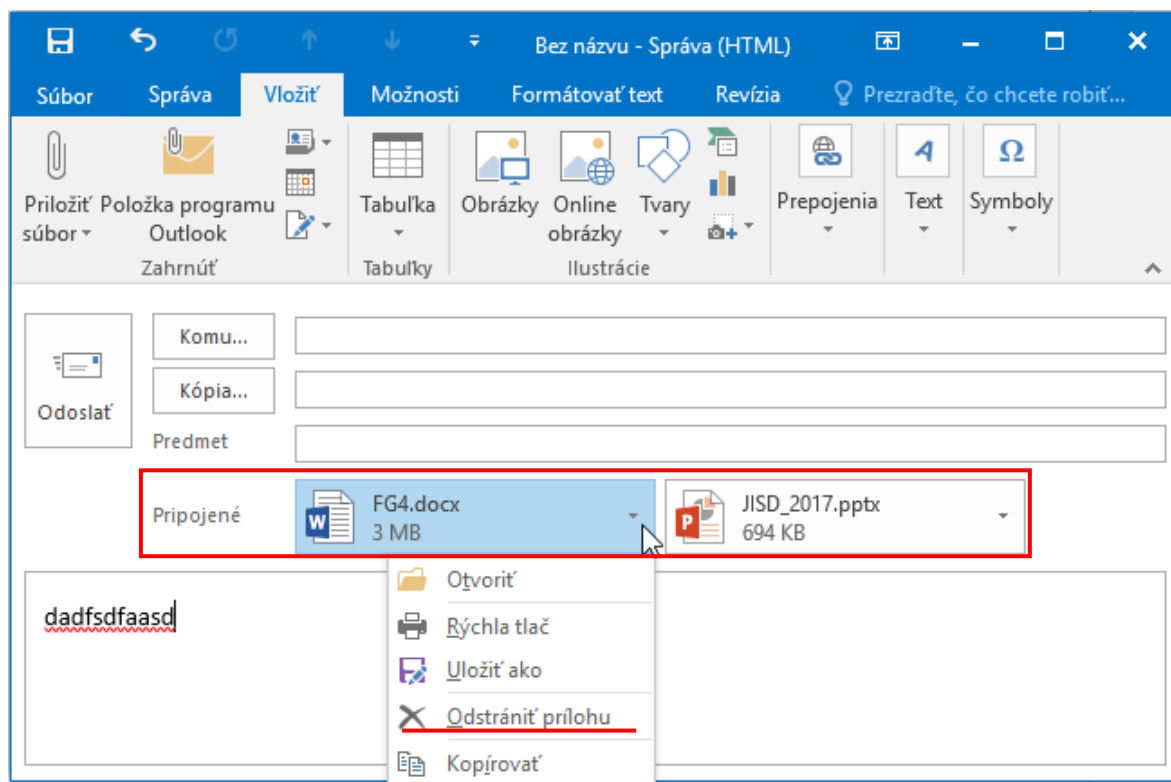 Bez názvu - Správa (HTML)
Súbor Správa Vložiť Možnosti Formátovať text Revízia Prezraďte, čo chcete robiť...
Priložiť súbor
Položka programu Outlook
Zahrnúť
Tabuľka
Tabuľky
Obrázky
Online obrázky
Tvary
Ilustrácie
Prepojenia
Text
Symboly
Odoslať
Komu...
Kópia...
Predmet
Pripojené
FG4.docx
3 MB
JISD_2017.pptx
694 KB
dadfsdfaasd
Otvoriť
Rýchla tlač
Uložiť ako
Odstrániť prílohu
Kopírovať